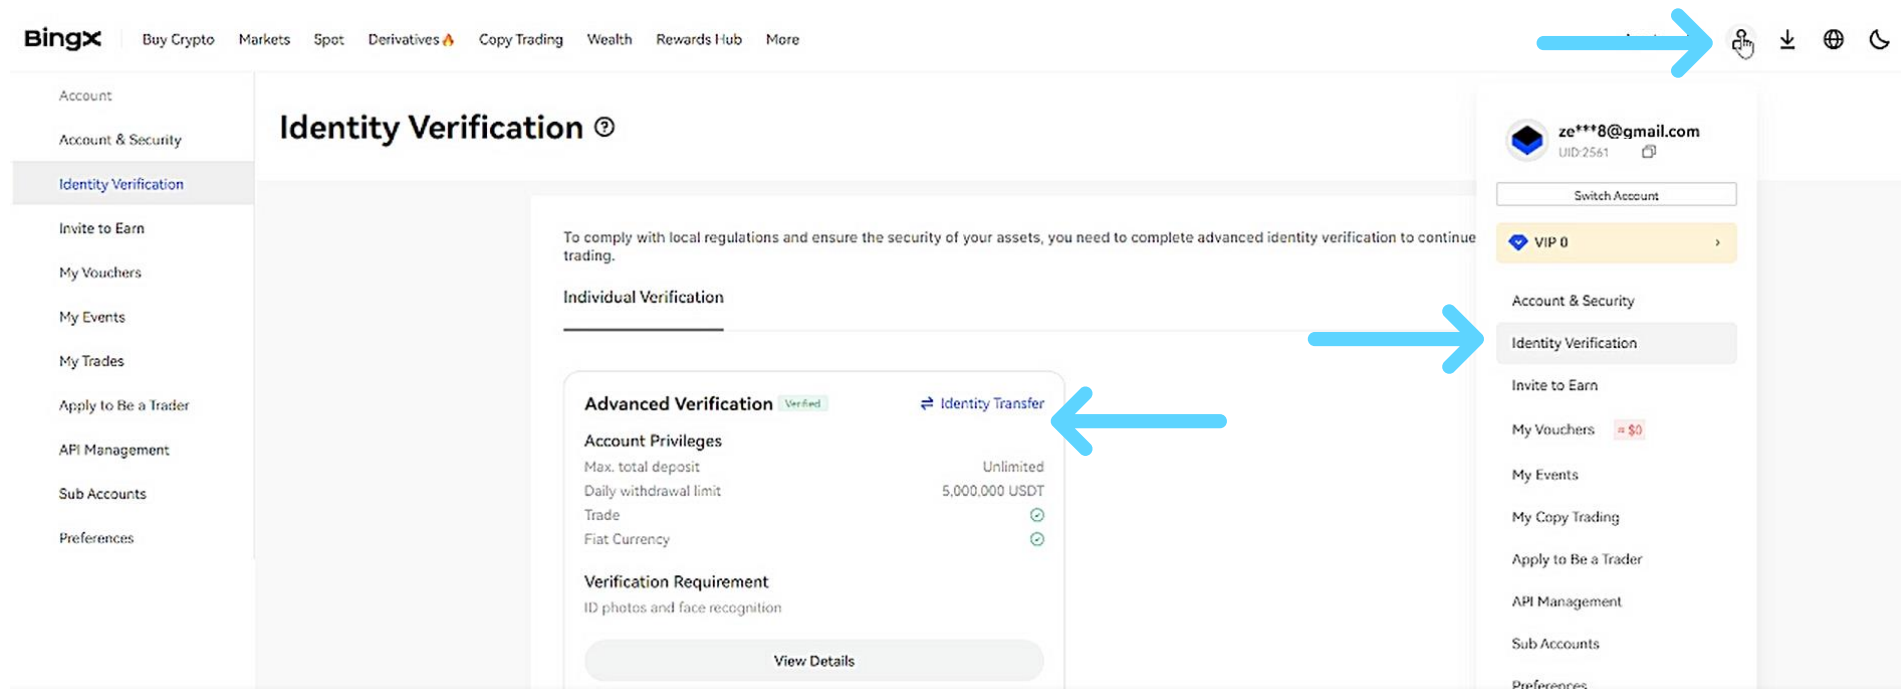 BingX
Buy Crypto
Markets
Spot
Derivatives
Copy Trading
Wealth
Rewards Hub
More
Account
Account & Security
Identity Verification
Invite to Earn
My Vouchers
My Events
My Trades
Apply to Be a Trader
API Management
Sub Accounts
Preferences
Identity Verification
To comply with local regulations and ensure the security of your assets, you need to complete advanced identity verification to continue
trading.
Individual Verification
Advanced Verification Verified
Identity Transfer
Account Privileges
Max. total deposit Unlimited
Daily withdrawal limit 5,000,000 USDT
Trade
Fiat Currency
Verification Requirement
ID photos and face recognition
View Details
ze***8@gmail.com
UID:2561
Switch Account
VIP 0
Account & Security
Identity Verification
Invite to Earn
My Vouchers ≈ $0
My Events
My Copy Trading
Apply to Be a Trader
API Management
Sub Accounts
Preferences